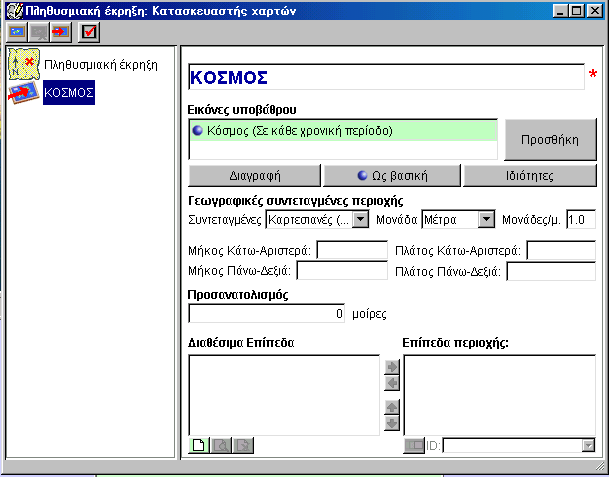 Πληθυσμιακή έκρηξη: Κατασκευαστής χαρτών
Πληθυσμιακή έκρηξη
ΚΟΣΜΟΣ
ΚΟΣΜΟΣ *
Εικόνες υποβάθρου
Κόσμος (Σε κάθε χρονική περίοδο)
Προσθήκη
Διαγραφή Ως βασική Ιδιότητες
Γεωγραφικές συντεταγμένες περιοχής
Συντεταγμένες Καρτεσιανές (... Μονάδα Μέτρα Μονάδες/μ. 1.0
Μήκος Κάτω-Αριστερά: Πλάτος Κάτω-Αριστερά:
Μήκος Πάνω-Δεξιά: Πλάτος Πάνω-Δεξιά:
Προσανατολισμός
0 μοίρες
Διαθέσιμα Επίπεδα Επίπεδα περιοχής:
ID: